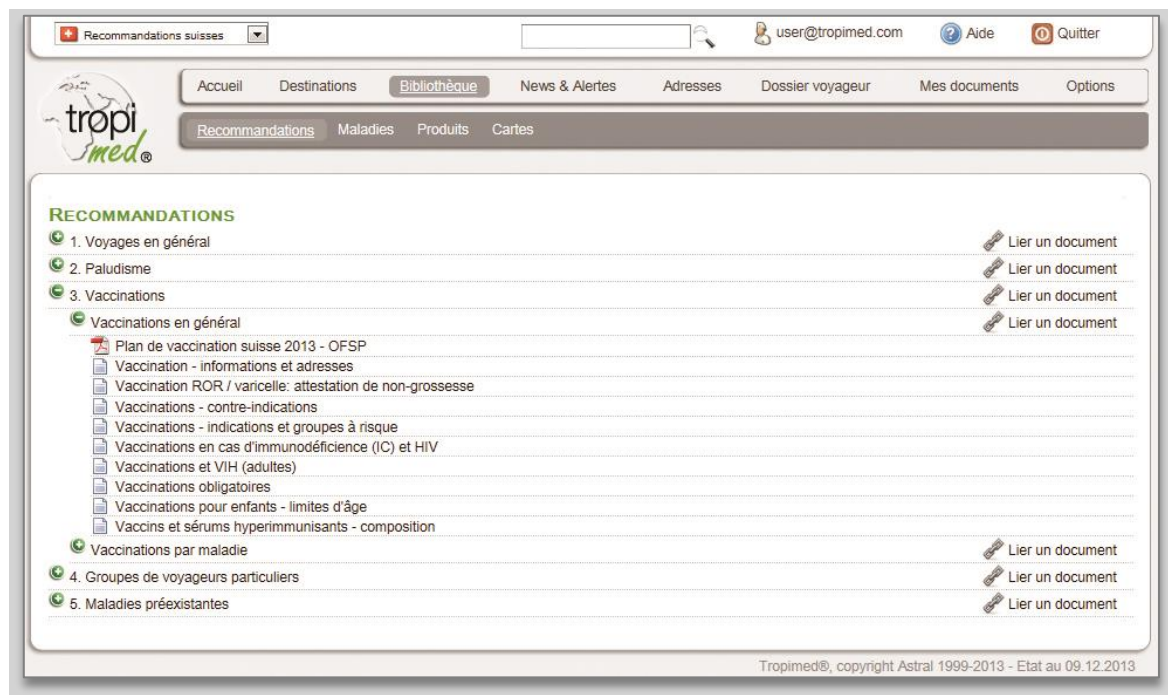 Recommandations suisses
user@tropimed.com
Aide
Quitter
tropi
med®
Accueil Destinations Bibliothèque News & Alertes Adresses Dossier voyageur Mes documents Options
Recommandations Maladies Produits Cartes
RECOMMANDATIONS
1. Voyages en général Lier un document
2. Paludisme Lier un document
3. Vaccinations Lier un document
Vaccinations en général Lier un document
Plan de vaccination suisse 2013 - OFSP
Vaccination - informations et adresses
Vaccination ROR / varicelle: attestation de non-grossesse
Vaccinations - contre-indications
Vaccinations - indications et groupes à risque
Vaccinations en cas d'immunodéficience (IC) et HIV
Vaccinations et VIH (adultes)
Vaccinations obligatoires
Vaccinations pour enfants - limites d'âge
Vaccins et sérums hyperimmunisants - composition
Vaccinations par maladie Lier un document
4. Groupes de voyageurs particuliers Lier un document
5. Maladies préexistantes Lier un document
Tropimed®, copyright Astral 1999-2013 - Etat au 09.12.2013